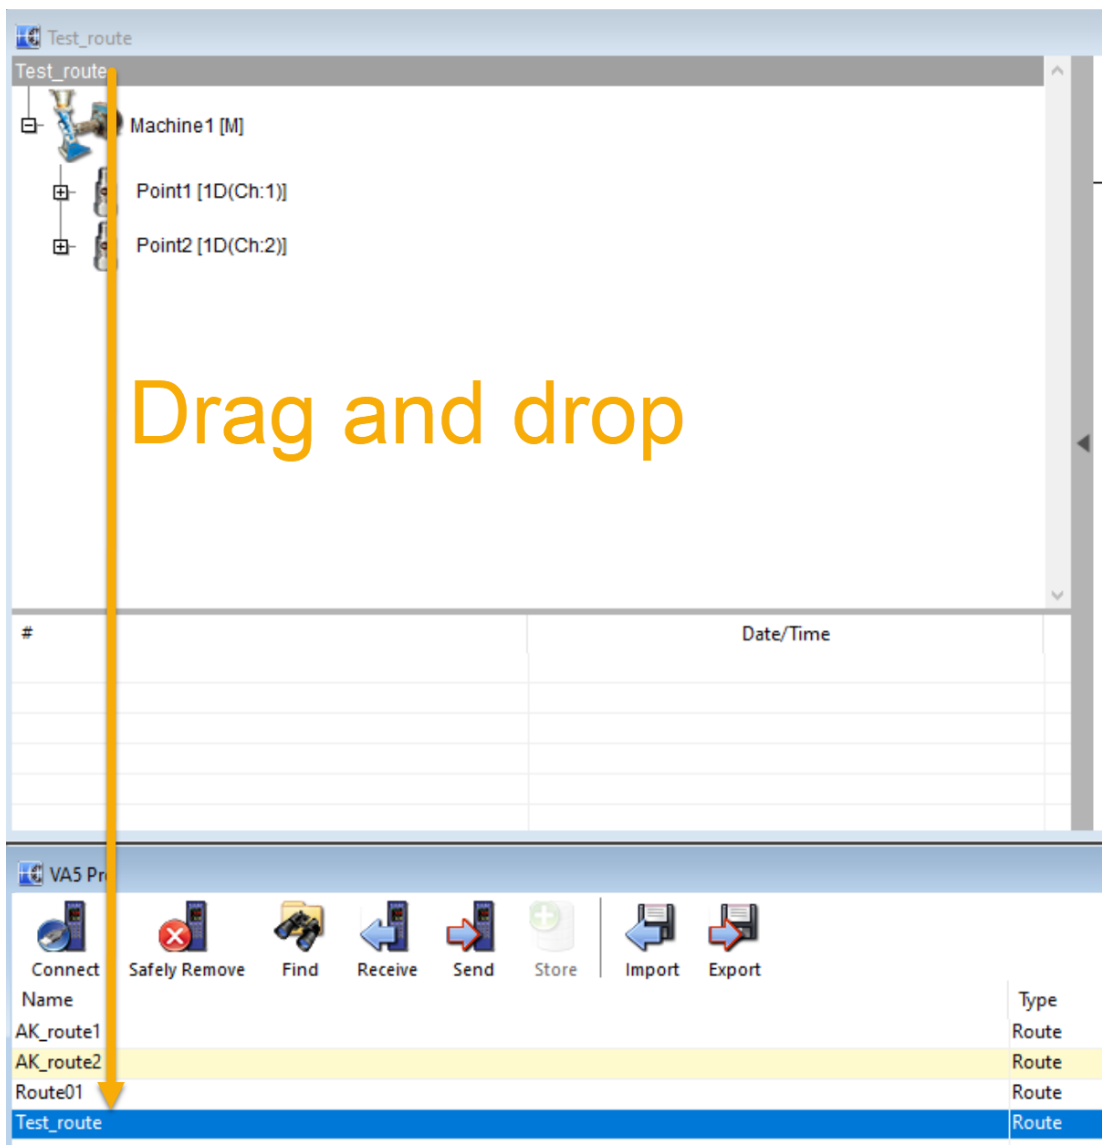 Test_route
Test_route
Machine1 [M]
Point1 [1D(Ch:1)]
Point2 [1D(Ch:2)]
Drag and drop
# Date/Time
VA5 Pr
Connect Safely Remove Find Receive Send Store Import Export
Name Type
AK_route1 Route
AK_route2 Route
Route01 Route
Test_route Route